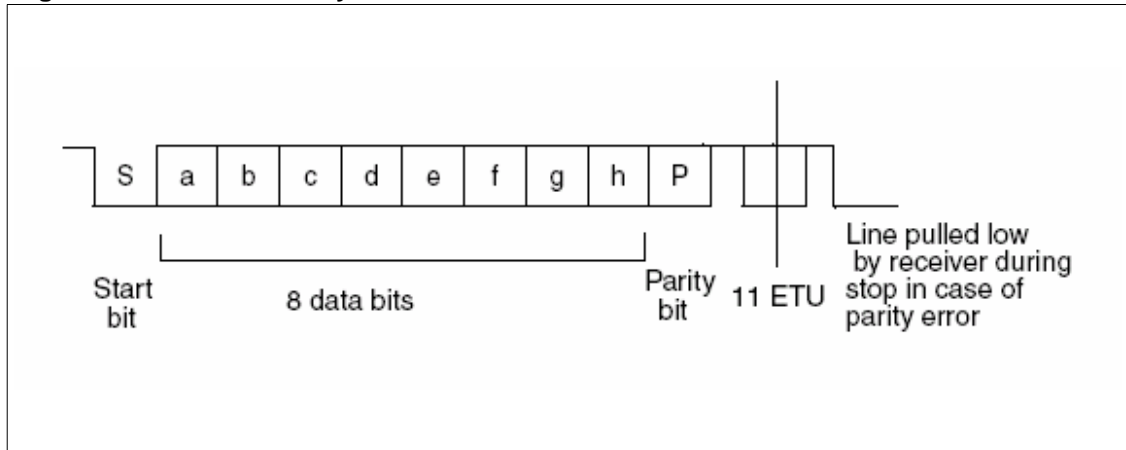 S a b c d e f g h P
Start
bit
8 data bits
Parity
bit
11 ETU
Line pulled low
by receiver during
stop in case of
parity error